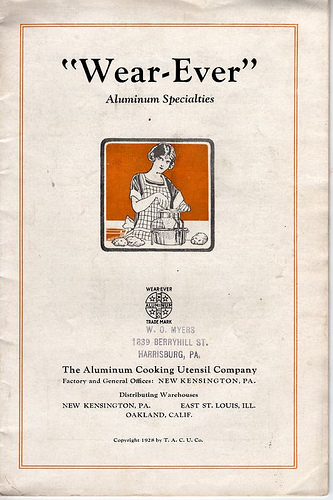 "Wear-Ever"
Aluminum Specialties
WEAR-EVER
ALUMINUM
TRADE MARK
W. O. MYERS
1839 BERRYHILL ST.
HARRISBURG, PA.
The Aluminum Cooking Utensil Company
Factory and General Offices: NEW KENSINGTON, PA.
Distributing Warehouses
NEW KENSINGTON, PA. EAST ST. LOUIS, ILL.
OAKLAND, CALIF.
Copyright 1928 by T. A. C. U. Co.